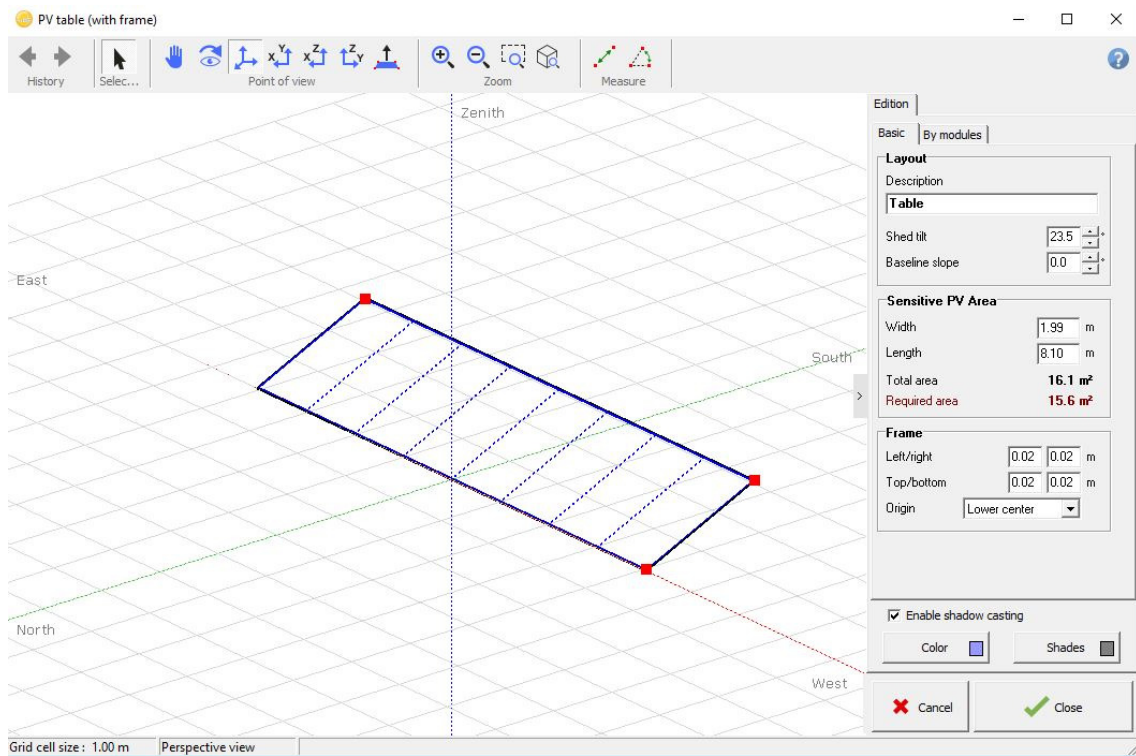 PV table (with frame)
History
Selec...
Point of view
Zoom
Measure
Zenith
East
South
North
West
Edition
Basic By modules
Layout
Description
Table
Shed tilt 23.5 °
Baseline slope 0.0 °
Sensitive PV Area
Width 1.99 m
Length 8.10 m
Total area 16.1 m²
Required area 15.6 m²
Frame
Left/right 0.02 0.02 m
Top/bottom 0.02 0.02 m
Origin Lower center
Enable shadow casting
Color Shades
Cancel Close
Grid cell size : 1.00 m Perspective view